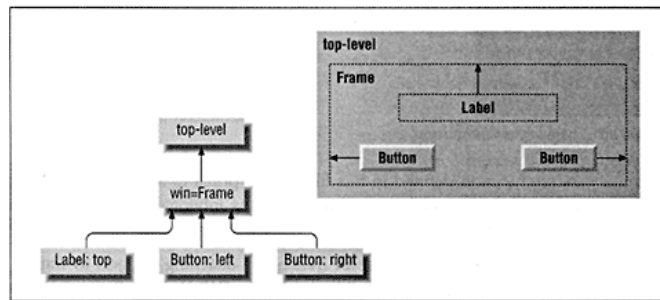 top-level
win=Frame
Label: top
Button: left
Button: right
top-level
Frame
Label
Button
Button